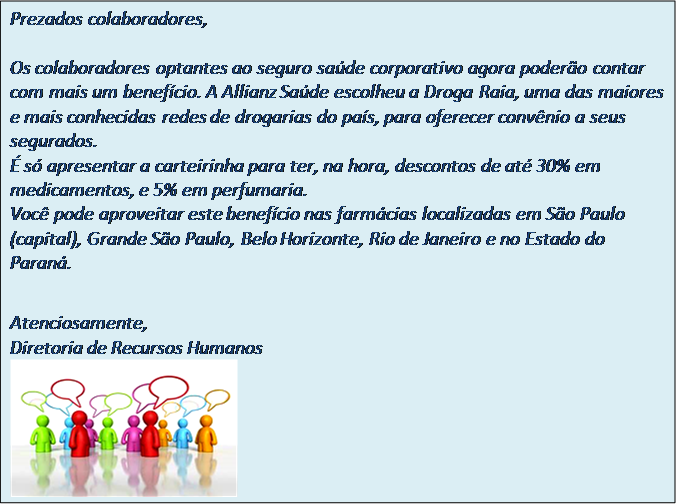 Prezados colaboradores,
Os colaboradores optantes ao seguro saúde corporativo agora poderão contar
com mais um benefício. A Allianz Saúde escolheu a Droga Raia, uma das maiores
e mais conhecidas redes de drogarias do país, para oferecer convênio a seus
segurados.
É só apresentar a carteirinha para ter, na hora, descontos de até 30% em
medicamentos, e 5% em perfumaria.
Você pode aproveitar este benefício nas farmácias localizadas em São Paulo
(capital), Grande São Paulo, Belo Horizonte, Rio de Janeiro e no Estado do
Paraná.
Atenciosamente,
Diretoria de Recursos Humanos